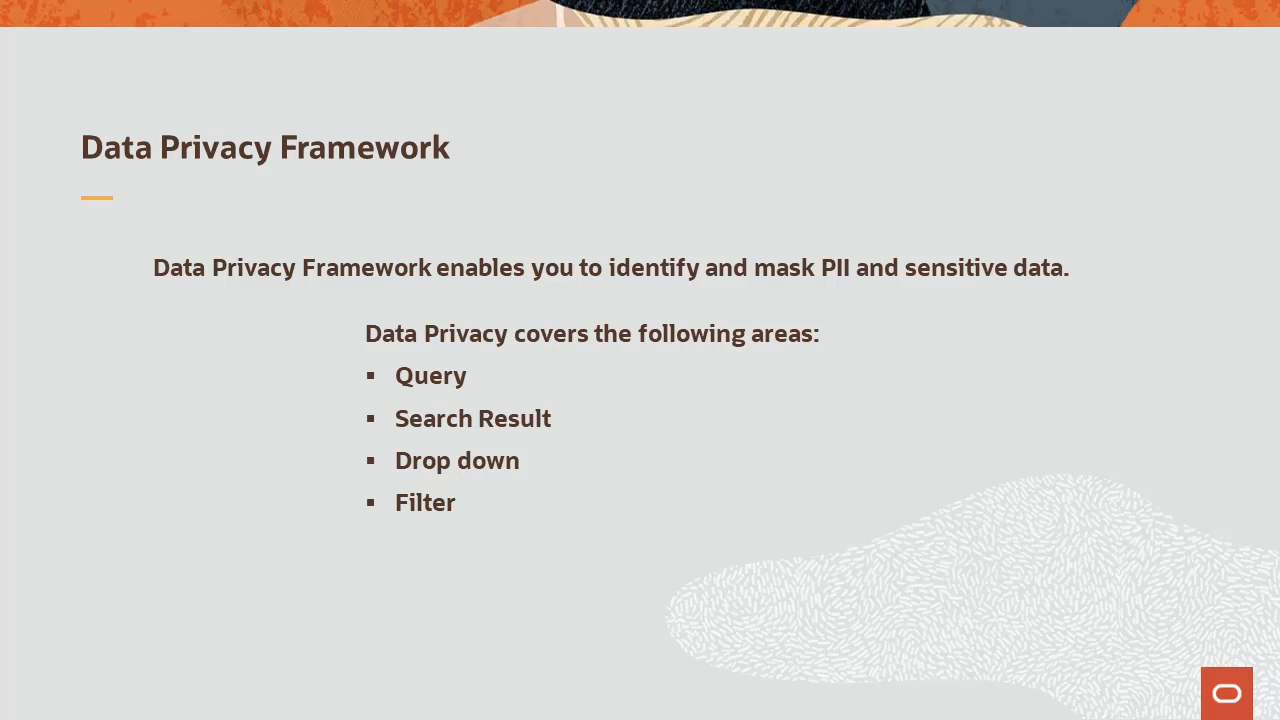 Data Privacy Framework
Data Privacy Framework enables you to identify and mask PII and sensitive data.
Data Privacy covers the following areas:
▪ Query
▪ Search Result
▪ Drop down
▪ Filter